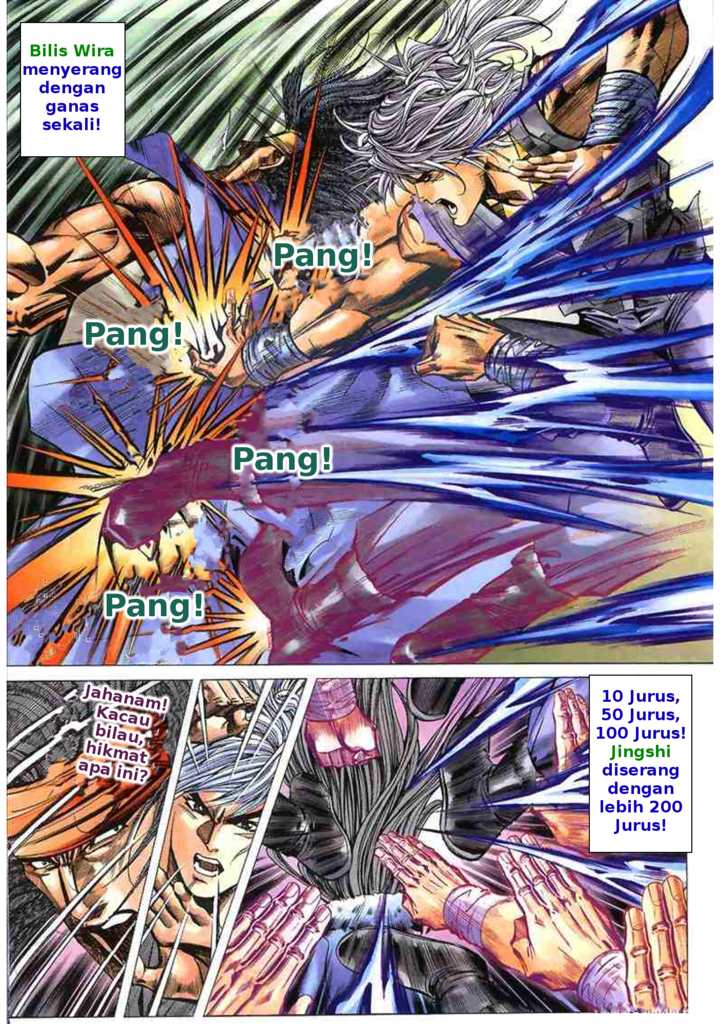 Bilis Wira
menyerang
dengan
ganas
sekali!
Pang!
Pang!
Pang!
Pang!
Jahanam!
Kacau
bilau,
hikmat
apa ini?
10 Jurus,
50 Jurus,
100 Jurus!
Jingshi
diserang
dengan
lebih 200
Jurus!